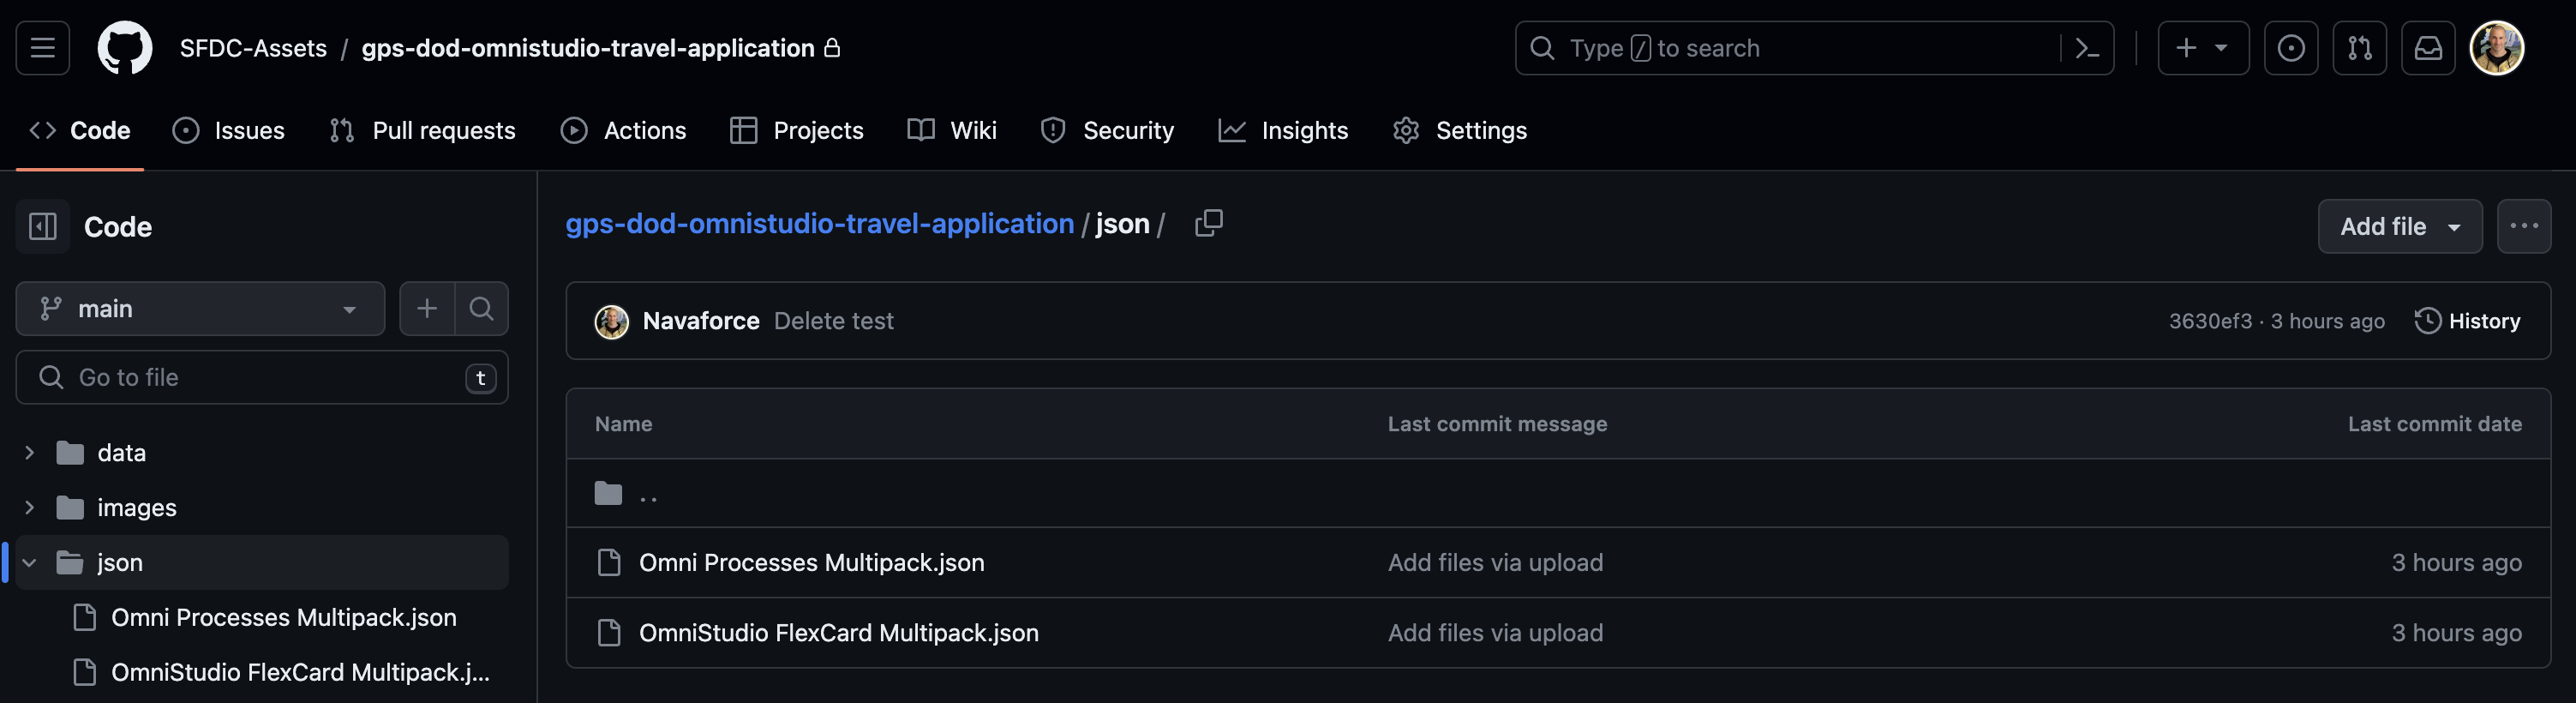 SFDC-Assets / gps-dod-omnistudio-travel-application
Type / to search
Code
Issues
Pull requests
Actions
Projects
Wiki
Security
Insights
Settings
Code
main
Go to file
t
data
images
json
Omni Processes Multipack.json
OmniStudio FlexCard Multipack.j...
gps-dod-omnistudio-travel-application / json /
Add file
Navaforce Delete test
3630ef3 · 3 hours ago
History
Name Last commit message Last commit date
..
Omni Processes Multipack.json Add files via upload 3 hours ago
OmniStudio FlexCard Multipack.json Add files via upload 3 hours ago